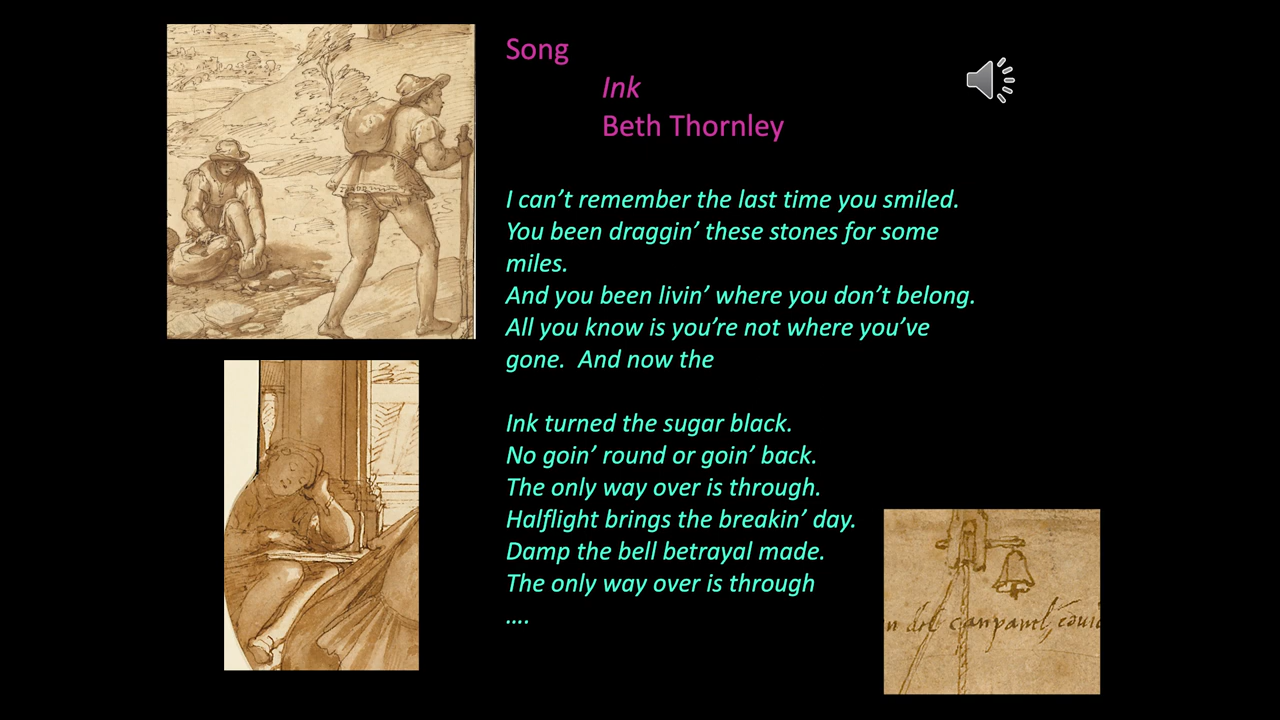 Song
Ink
Beth Thornley
I can’t remember the last time you smiled.
You been draggin’ these stones for some
miles.
And you been livin’ where you don’t belong.
All you know is you’re not where you’ve
gone.  And now the
Ink turned the sugar black.
No goin’ round or goin’ back.
The only way over is through.
Halflight brings the breakin’ day.
Damp the bell betrayal made.
The only way over is through
….